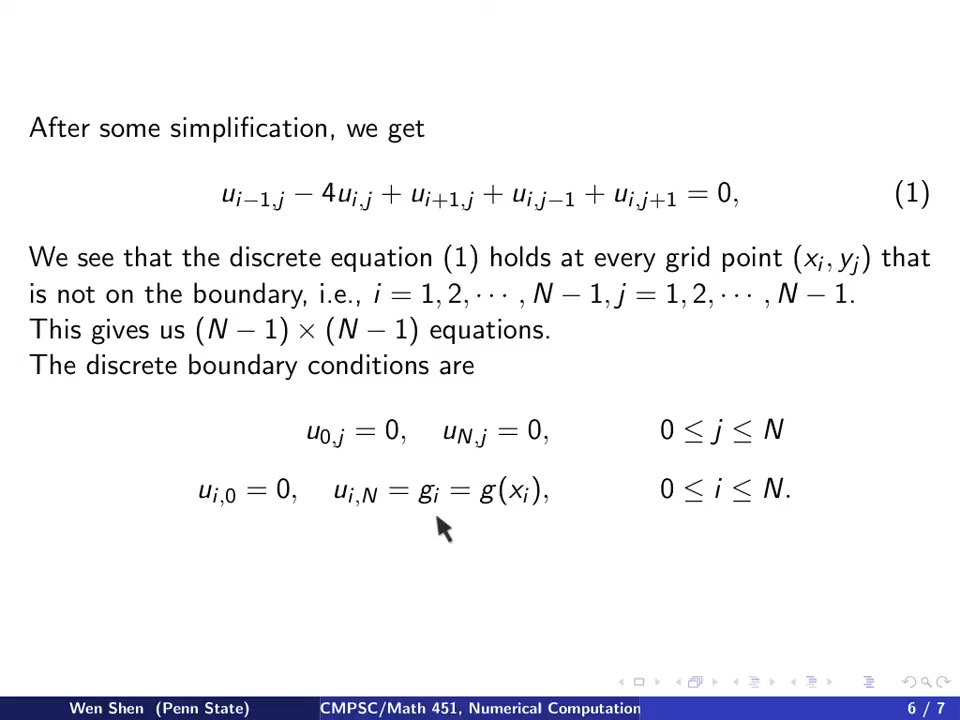 After some simplification, we get
u_{i−1,j} − 4u_{i,j} + u_{i+1,j} + u_{i,j−1} + u_{i,j+1} = 0, (1)
We see that the discrete equation (1) holds at every grid point (x_i, y_j) that
is not on the boundary, i.e., i = 1, 2, ⋯ , N − 1, j = 1, 2, ⋯ , N − 1.
This gives us (N − 1) × (N − 1) equations.
The discrete boundary conditions are
u_{0,j} = 0, u_{N,j} = 0, 0 ≤ j ≤ N
u_{i,0} = 0, u_{i,N} = g_i = g(x_i), 0 ≤ i ≤ N.
Wen Shen (Penn State) CMPSC/Math 451, Numerical Computation 6 / 7